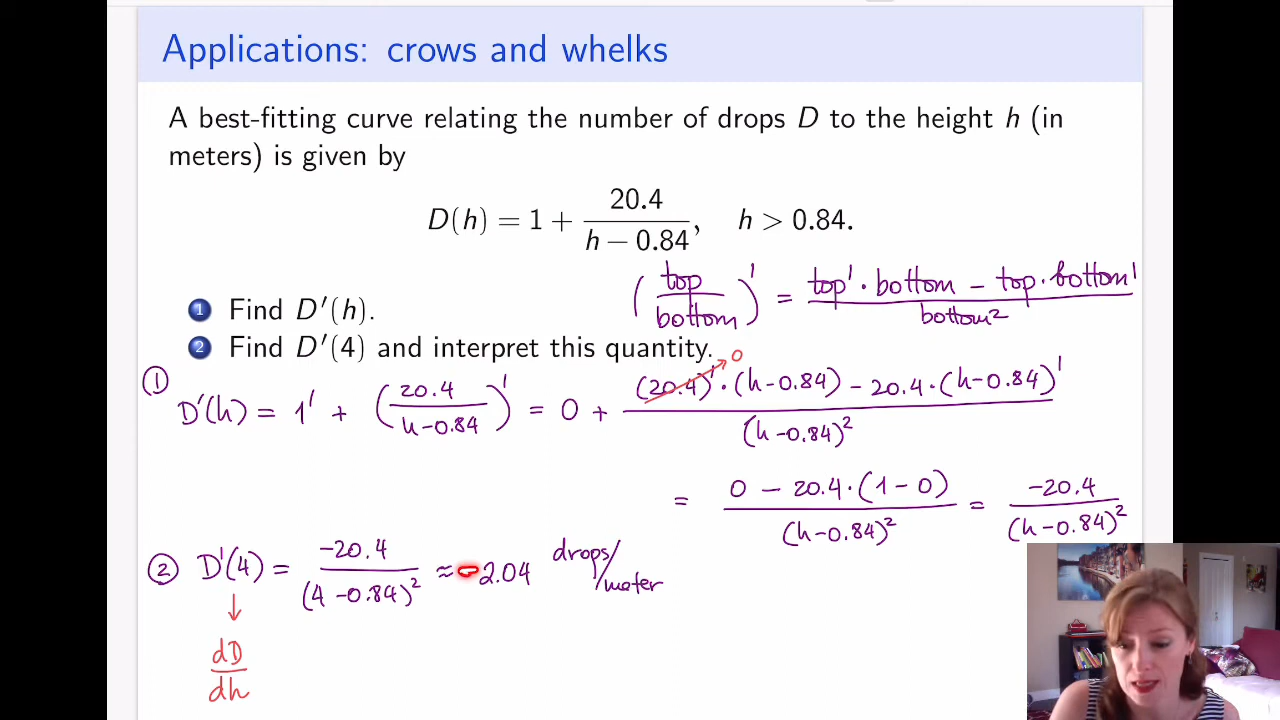 Applications: crows and whelks
A best-fitting curve relating the number of drops D to the height h (in
meters) is given by
D(h) = 1 + 20.4 / (h − 0.84), h > 0.84.
(top / bottom)' = (top' · bottom − top · bottom') / bottom²
1 Find D'(h).
2 Find D'(4) and interpret this quantity.
① D'(h) = 1' + (20.4 / (h−0.84))' = 0 + ((20.4)' · (h−0.84) − 20.4 · (h−0.84)') / (h−0.84)²
0
= (0 − 20.4 · (1 − 0)) / (h−0.84)² = −20.4 / (h−0.84)²
② D'(4) = −20.4 / (4 −0.84)² ≈ −2.04 drops/meter
↓
dD / dh